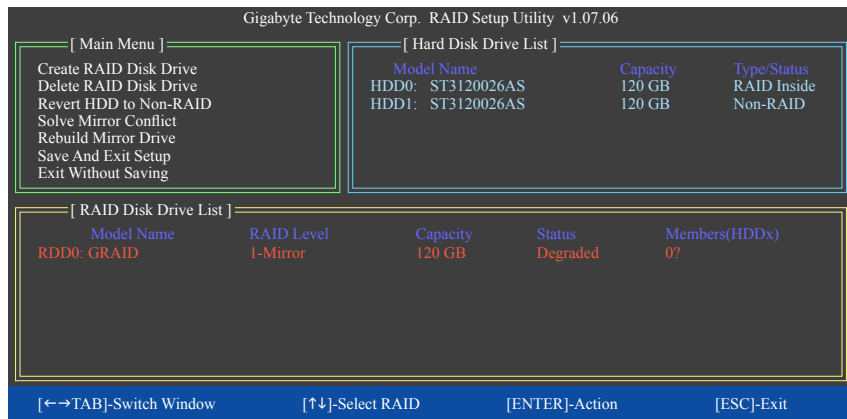 Gigabyte Technology Corp. RAID Setup Utility v1.07.06
[ Main Menu ]
Create RAID Disk Drive
Delete RAID Disk Drive
Revert HDD to Non-RAID
Solve Mirror Conflict
Rebuild Mirror Drive
Save And Exit Setup
Exit Without Saving
[ Hard Disk Drive List ]
Model Name Capacity Type/Status
HDD0: ST3120026AS 120 GB RAID Inside
HDD1: ST3120026AS 120 GB Non-RAID
[ RAID Disk Drive List ]
Model Name RAID Level Capacity Status Members(HDDx)
RDD0: GRAID 1-Mirror 120 GB Degraded 0?
[←→TAB]-Switch Window [↑↓]-Select RAID [ENTER]-Action [ESC]-Exit